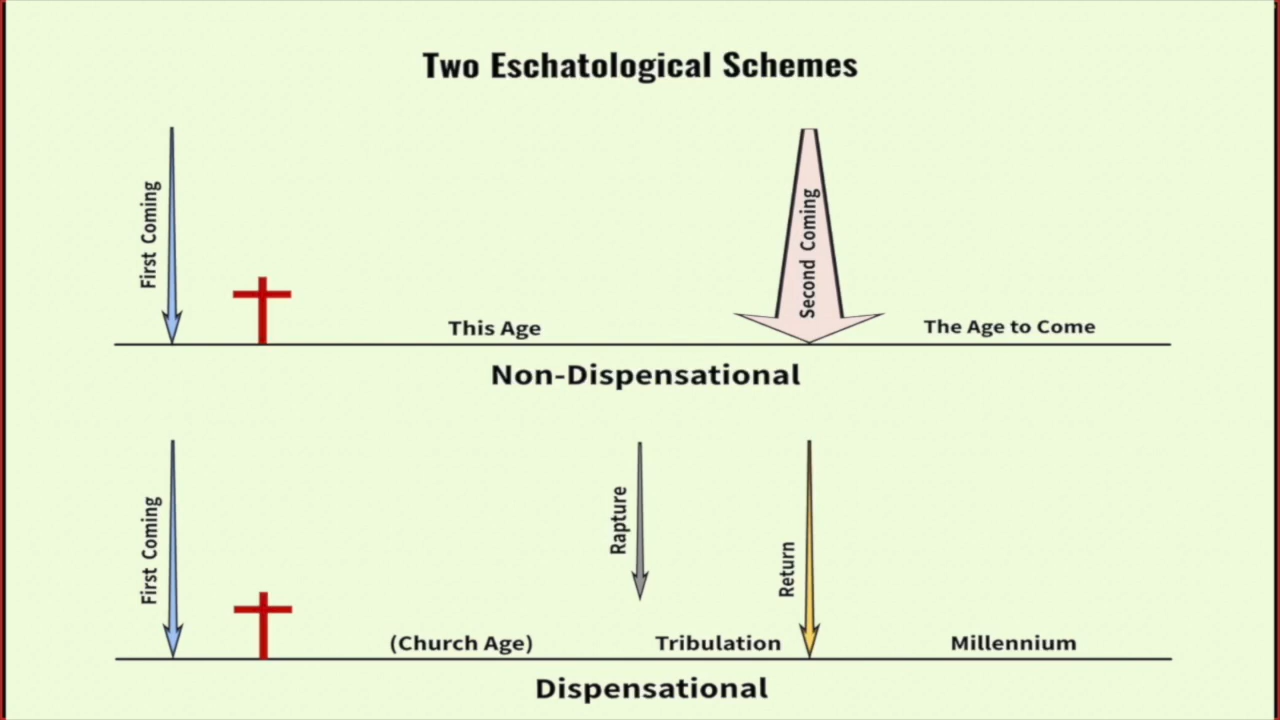 Two Eschatological Schemes
First Coming
Second Coming
This Age
The Age to Come
Non-Dispensational
First Coming
Rapture
Return
(Church Age)
Tribulation
Millennium
Dispensational